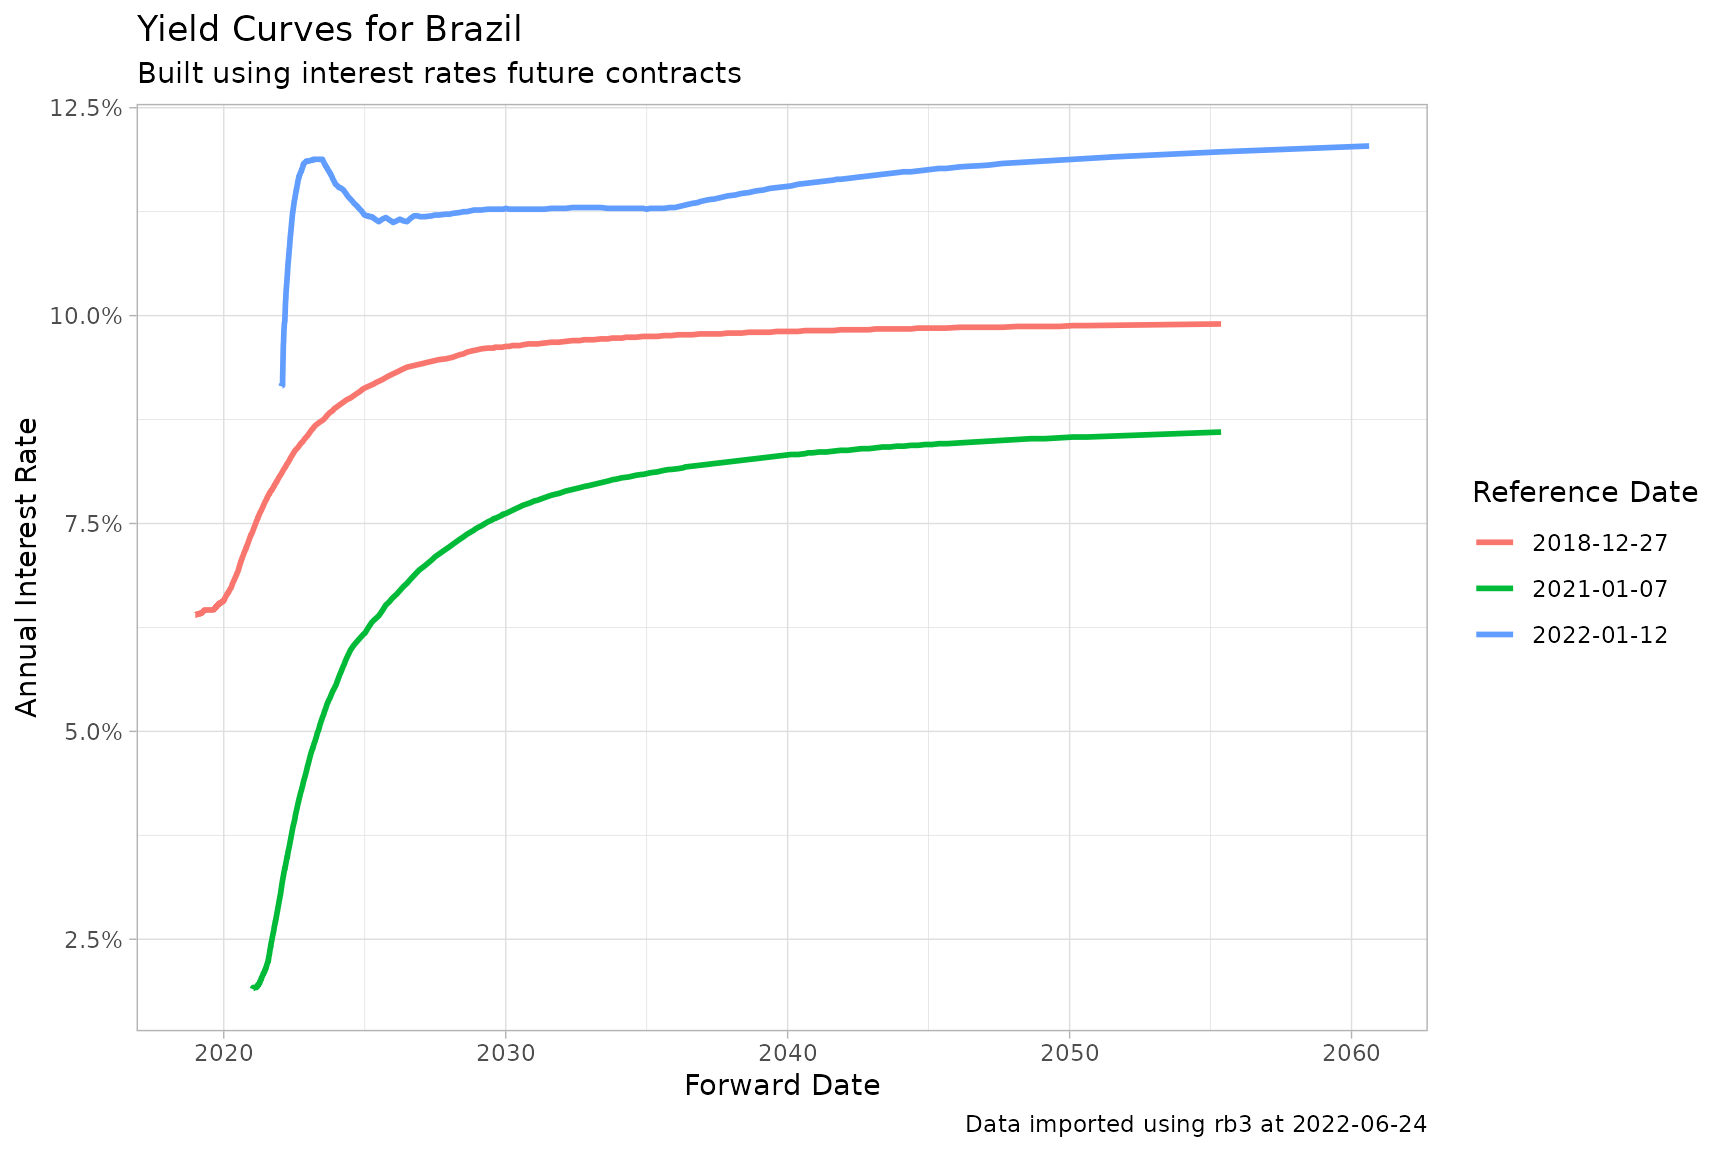 Yield Curves for Brazil
Built using interest rates future contracts
12.5%
10.0%
7.5%
5.0%
2.5%
Annual Interest Rate
2020
2030
2040
2050
2060
Forward Date
Reference Date
2018-12-27
2021-01-07
2022-01-12
Data imported using rb3 at 2022-06-24